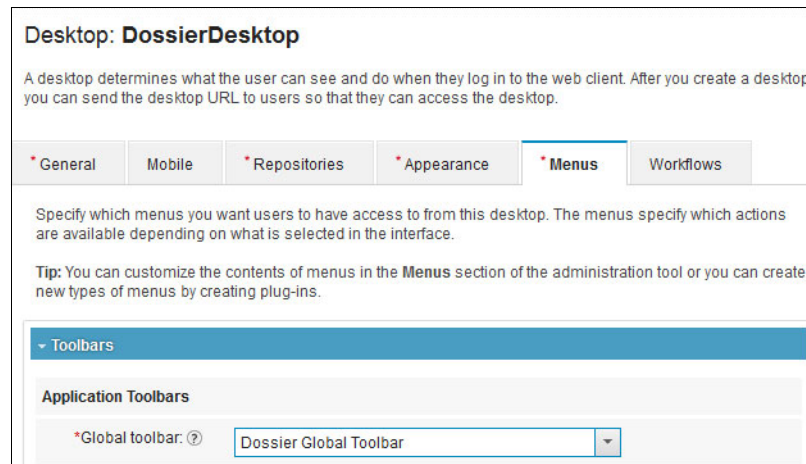 Desktop: DossierDesktop
A desktop determines what the user can see and do when they log in to the web client. After you create a desktop
you can send the desktop URL to users so that they can access the desktop.
* General Mobile * Repositories * Appearance * Menus Workflows
Specify which menus you want users to have access to from this desktop. The menus specify which actions
are available depending on what is selected in the interface.
Tip: You can customize the contents of menus in the Menus section of the administration tool or you can create
new types of menus by creating plug-ins.
Toolbars
Application Toolbars
*Global toolbar: ? Dossier Global Toolbar